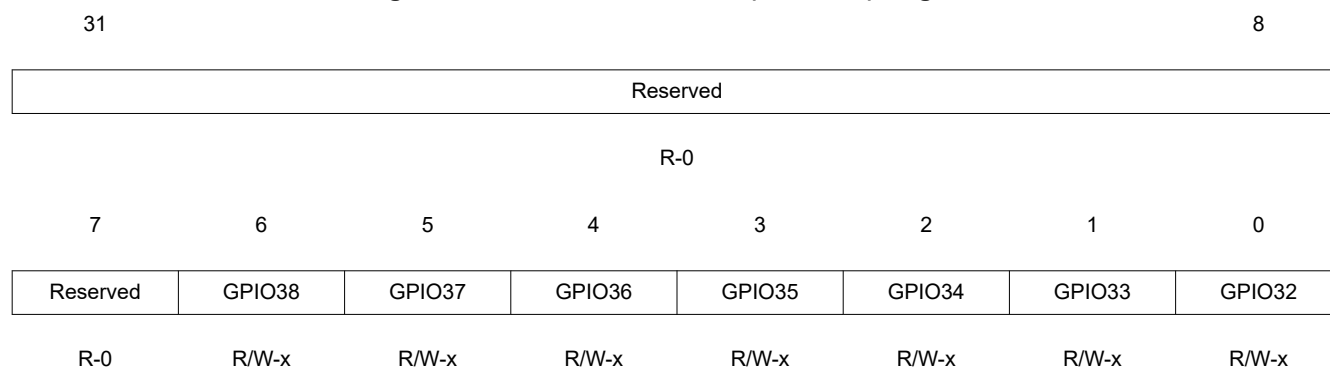 31 8
Reserved
R-0
7 6 5 4 3 2 1 0
Reserved GPIO38 GPIO37 GPIO36 GPIO35 GPIO34 GPIO33 GPIO32
R-0 R/W-x R/W-x R/W-x R/W-x R/W-x R/W-x R/W-x